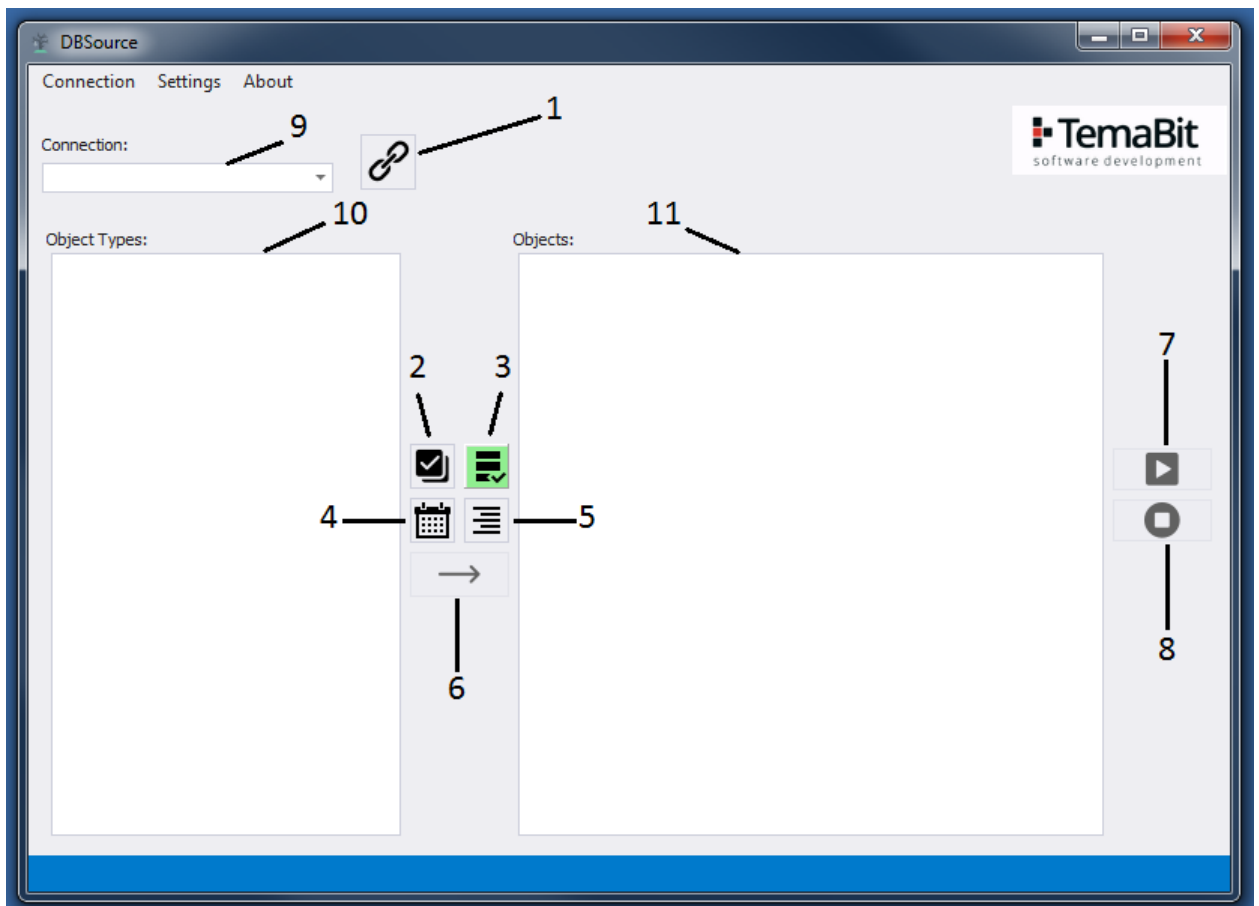 DBSource
Connection Settings About
1
9
TemaBit
software development
Connection:
10
11
Object Types:
Objects:
7
2
3
4
5
8
6